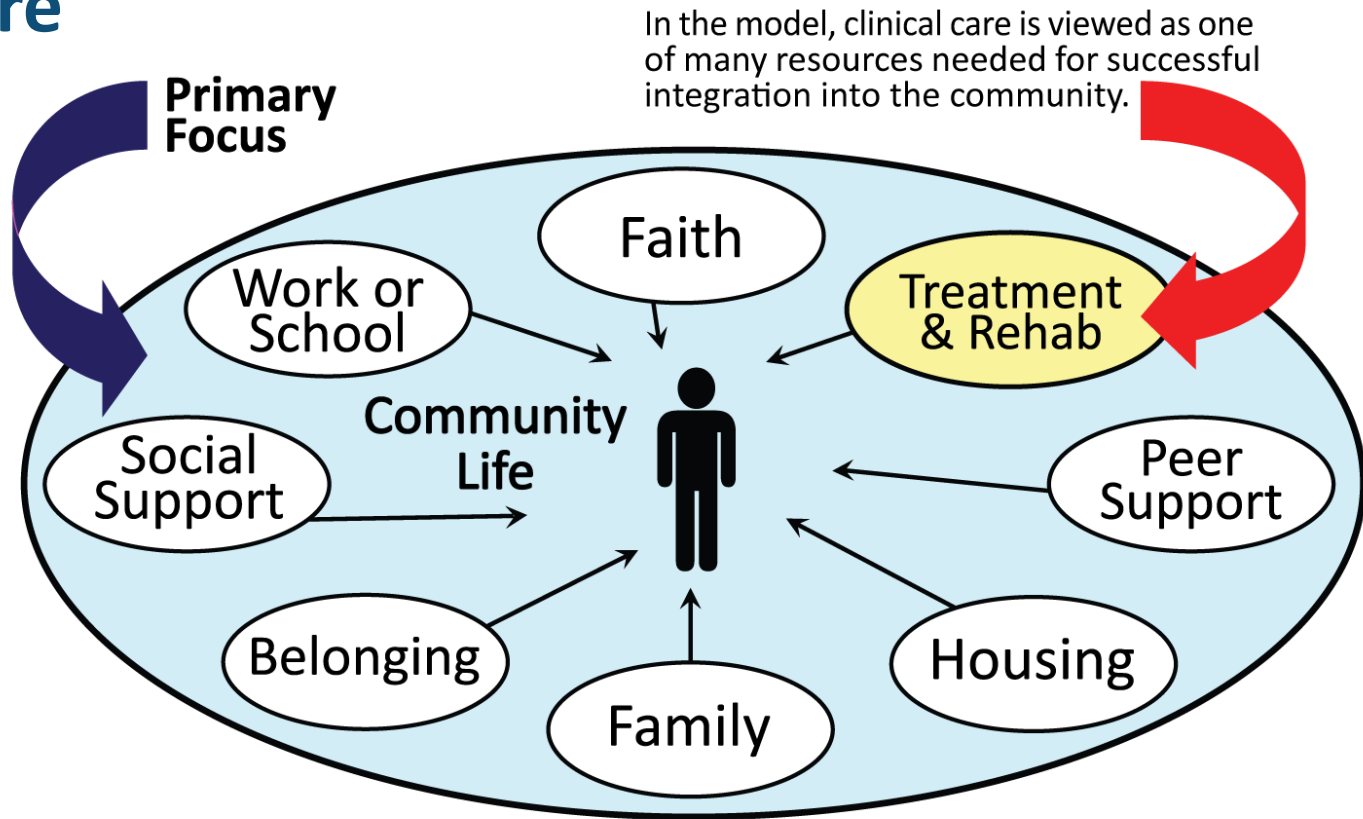 re
In the model, clinical care is viewed as one
of many resources needed for successful
integration into the community.
Primary
Focus
Faith
Work or
School
Treatment
& Rehab
Community
Life
Social
Support
Peer
Support
Belonging
Housing
Family